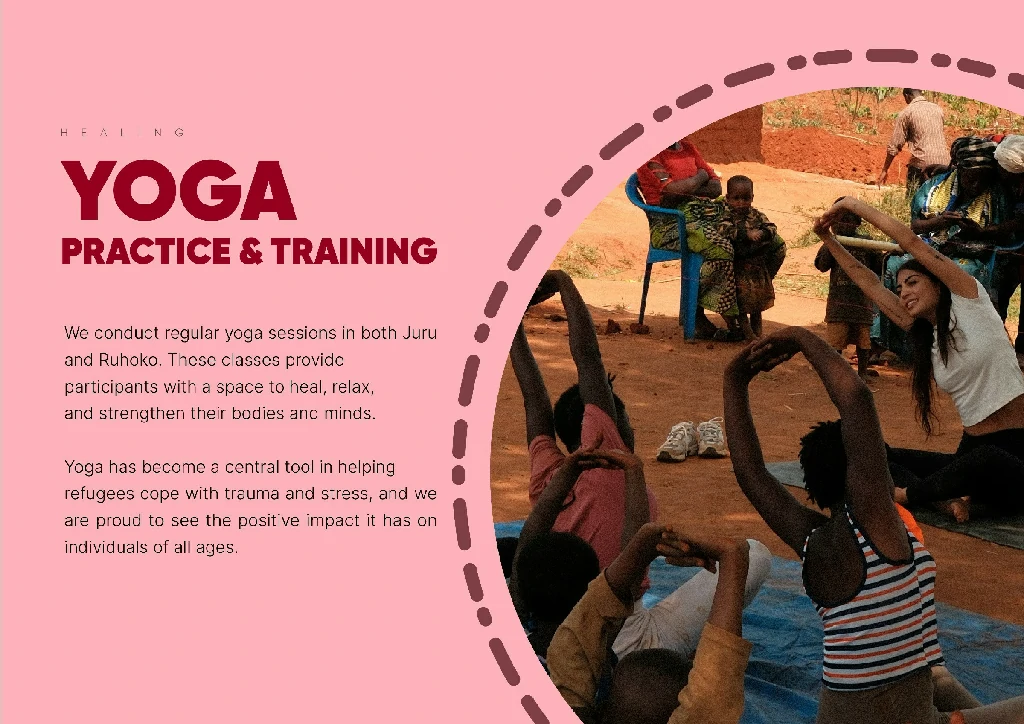 HEALING
YOGA
PRACTICE & TRAINING
We conduct regular yoga sessions in both Juru
and Ruhoko. These classes provide
participants with a space to heal, relax,
and strengthen their bodies and minds.
Yoga has become a central tool in helping
refugees cope with trauma and stress, and we
are proud to see the positive impact it has on
individuals of all ages.